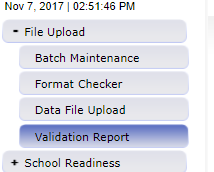 Nov 7, 2017 | 02:51:46 PM
- File Upload
Batch Maintenance
Format Checker
Data File Upload
Validation Report
+ School Readiness